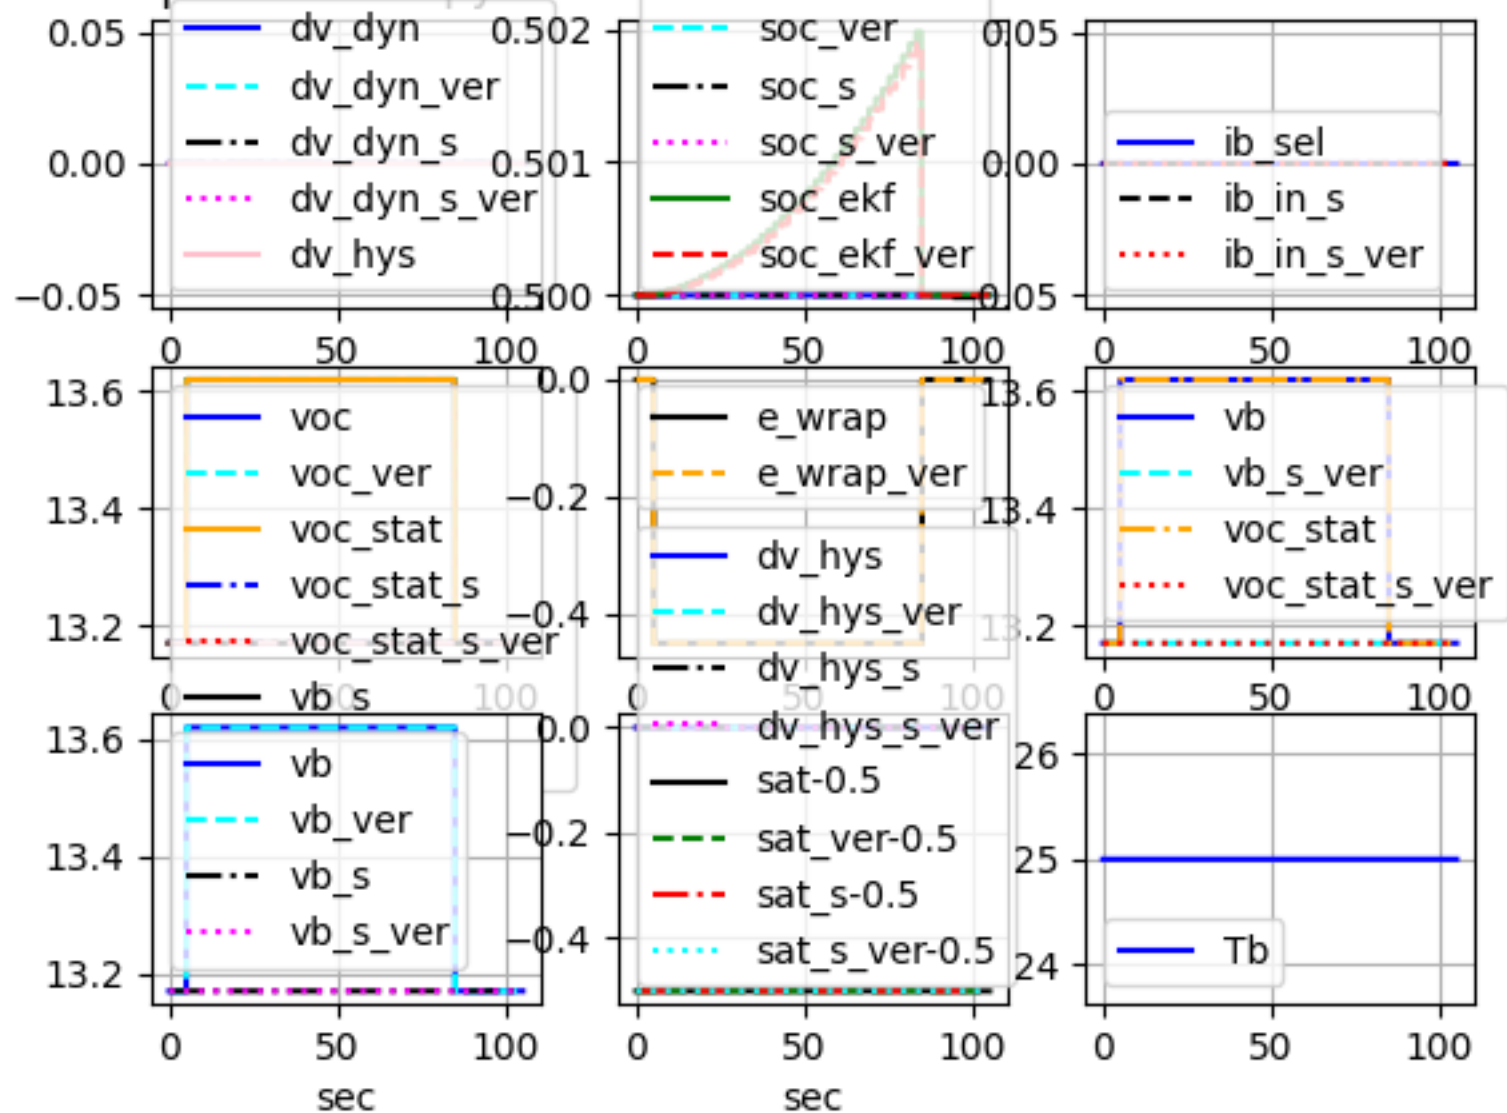 0.05
0.00
−0.05
dv_dyn
dv_dyn_ver
dv_dyn_s
dv_dyn_s_ver
dv_hys
0 50 100
0.502
0.501
0.500
soc_ver
soc_s
soc_s_ver
soc_ekf
soc_ekf_ver
0 50 100
0.05
0.00
0.05
ib_sel
ib_in_s
ib_in_s_ver
0 50 100
13.6
13.4
13.2
voc
voc_ver
voc_stat
voc_stat_s
voc_stat_s_ver
vb_s
0 100
0.0
−0.2
−0.4
e_wrap
e_wrap_ver
dv_hys
dv_hys_ver
dv_hys_s
dv_hys_s_ver
0 50 100
13.6
13.4
13.2
vb
vb_s_ver
voc_stat
voc_stat_s_ver
0 50 100
13.6
13.4
13.2
vb
vb_ver
vb_s
vb_s_ver
0 50 100
sec
0.0
−0.2
−0.4
sat-0.5
sat_ver-0.5
sat_s-0.5
sat_s_ver-0.5
0 50 100
sec
26
25
24
Tb
0 50 100